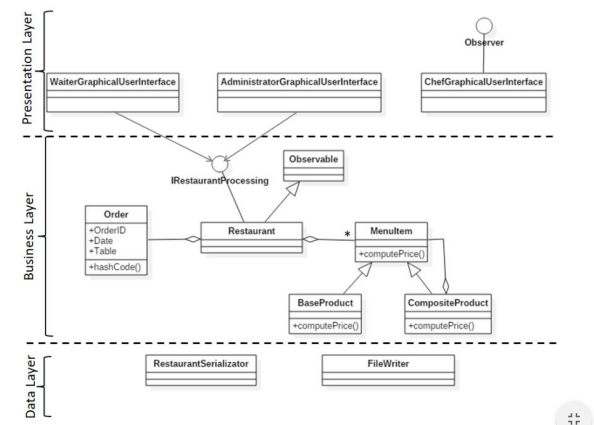 Presentation Layer
Observer
WaiterGraphicalUserInterface
AdministratorGraphicalUserInterface
ChefGraphicalUserInterface
Business Layer
Observable
IRestaurantProcessing
Order
+OrderID
+Date
+Table
+hashCode()
Restaurant
*
MenuItem
+computePrice()
BaseProduct
+computePrice()
CompositeProduct
+computePrice()
Data Layer
RestaurantSerializator
FileWriter